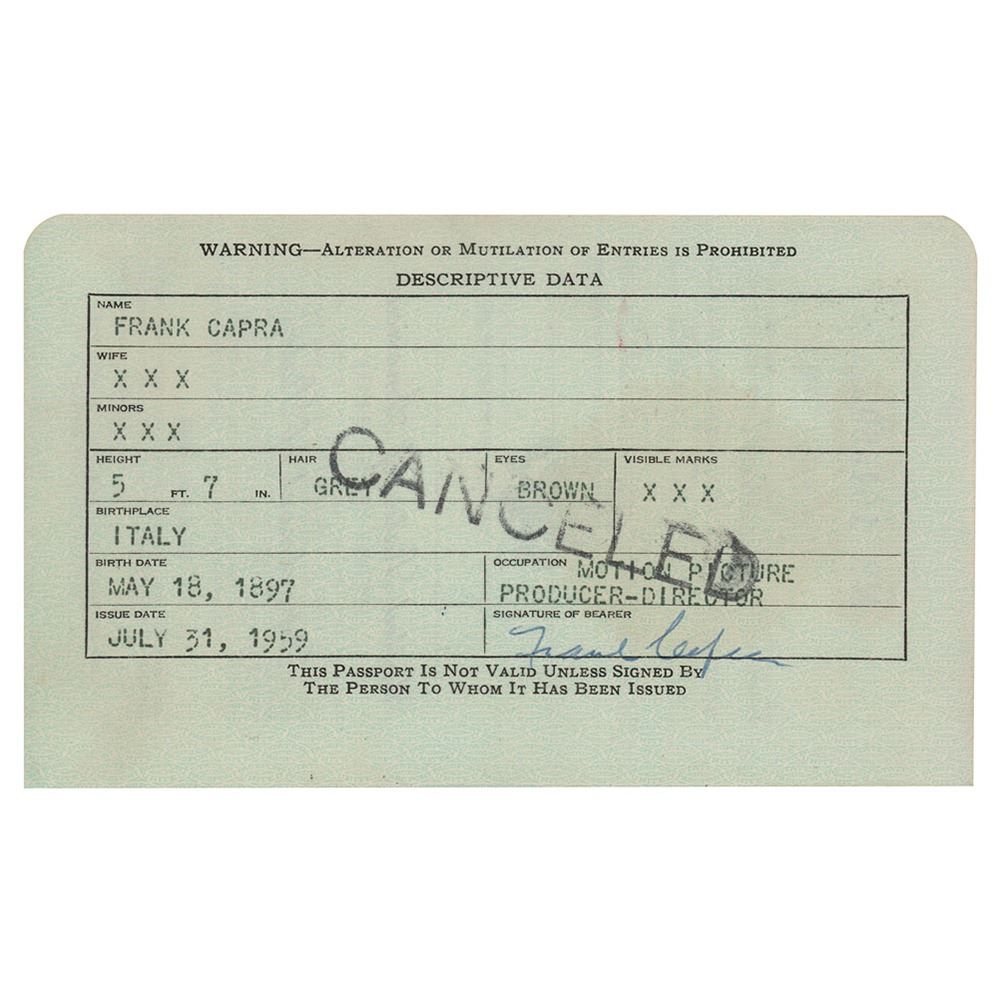 WARNING—ALTERATION OR MUTILATION OF ENTRIES IS PROHIBITED
DESCRIPTIVE DATA
NAME
FRANK CAPRA
WIFE
X X X
MINORS
X X X
HEIGHT HAIR EYES VISIBLE MARKS
5 FT. 7 IN. GREY BROWN X X X
CANCELED
BIRTHPLACE
ITALY
BIRTH DATE OCCUPATION MOTION PICTURE
MAY 18, 1897 PRODUCER-DIRECTOR
ISSUE DATE SIGNATURE OF BEARER
JULY 31, 1959 Frank Capra
THIS PASSPORT IS NOT VALID UNLESS SIGNED BY
THE PERSON TO WHOM IT HAS BEEN ISSUED